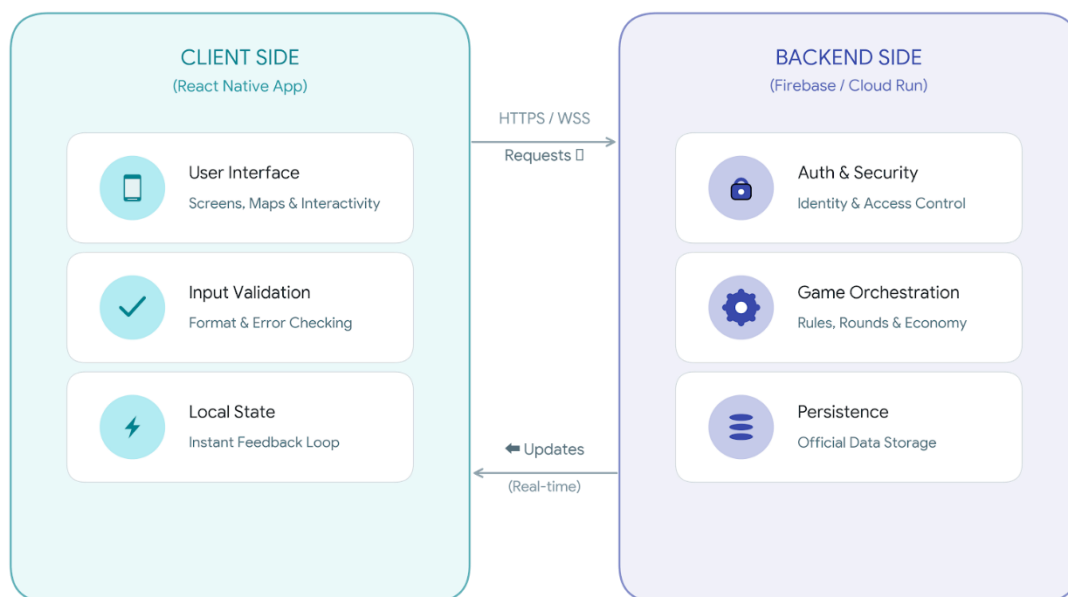 CLIENT SIDE
(React Native App)
User Interface
Screens, Maps & Interactivity
Input Validation
Format & Error Checking
Local State
Instant Feedback Loop
HTTPS / WSS
Requests ▯
⬅ Updates
(Real-time)
BACKEND SIDE
(Firebase / Cloud Run)
Auth & Security
Identity & Access Control
Game Orchestration
Rules, Rounds & Economy
Persistence
Official Data Storage